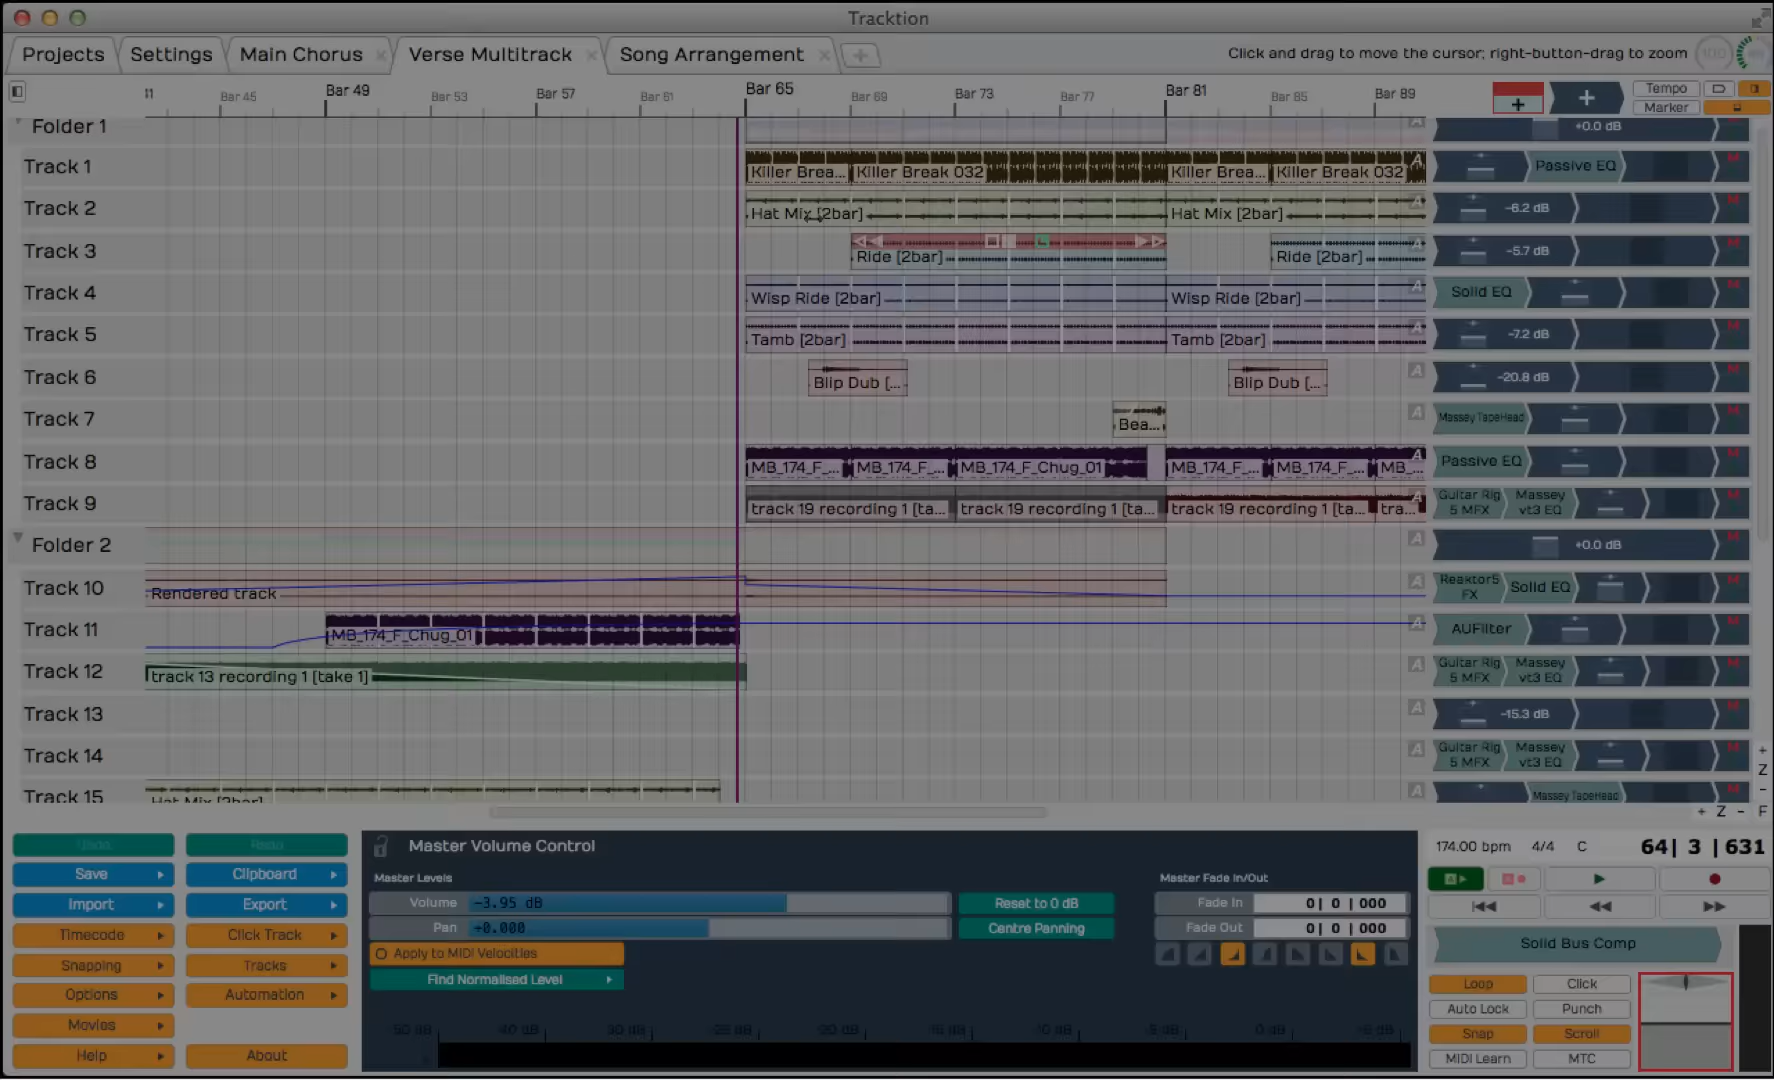 Tracktion
Projects
Settings
Main Chorus
Verse Multitrack
Song Arrangement
Click and drag to move the cursor; right-button-drag to zoom
Bar 45
Bar 49
Bar 53
Bar 57
Bar 61
Bar 65
Bar 69
Bar 73
Bar 77
Bar 81
Bar 85
Bar 89
Tempo
Marker
Folder 1
+0.0 dB
Track 1
Killer Brea...
Killer Break 032
Killer Brea...
Killer Break 032
A
Passive EQ
M
Track 2
Hat Mix [2bar]
Hat Mix [2bar]
A
-6.2 dB
M
Track 3
Ride [2bar]
Ride [2bar]
A
-5.7 dB
M
Track 4
Wisp Ride [2bar]
Wisp Ride [2bar]
A
Solid EQ
M
Track 5
Tamb [2bar]
Tamb [2bar]
A
-7.2 dB
M
Track 6
Blip Dub [...
Blip Dub [...
A
-20.8 dB
M
Track 7
Bea...
A
Massey TapeHead
M
Track 8
MB_174_F_...
MB_174_F_...
MB_174_F_Chug_01
MB_174_F_...
MB_174_F_...
MB_...
A
Passive EQ
M
Track 9
track 19 recording 1 [ta...
track 19 recording 1 [ta...
track 19 recording 1 [ta...
tra...
A
Guitar Rig 5 MFX
Massey vt3 EQ
M
Folder 2
A
+0.0 dB
M
Track 10
Rendered track
A
Reaktor5 FX
Solid EQ
M
Track 11
MB_174_F_Chug_01
A
AUFilter
M
Track 12
track 13 recording 1 [take 1]
A
Guitar Rig 5 MFX
Massey vt3 EQ
M
Track 13
A
-15.3 dB
M
Track 14
A
Guitar Rig 5 MFX
Massey vt3 EQ
M
Track 15
Hat Mix [2bar]
A
Massey TapeHead
M
+ Z -
+ Z - F
Undo
Redo
Save
Clipboard
Import
Export
Timecode
Click Track
Snapping
Tracks
Options
Automation
Movies
Help
About
Master Volume Control
Master Levels
Volume
-3.95 dB
Reset to 0 dB
Pan
+0.000
Centre Panning
Apply to MIDI Velocities
Find Normalised Level
Master Fade In/Out
Fade In
0| 0 | 000
Fade Out
0| 0 | 000
174.00 bpm
4/4
C
64| 3 |631
Solid Bus Comp
Loop
Click
Auto Lock
Punch
Snap
Scroll
MIDI Learn
MTC